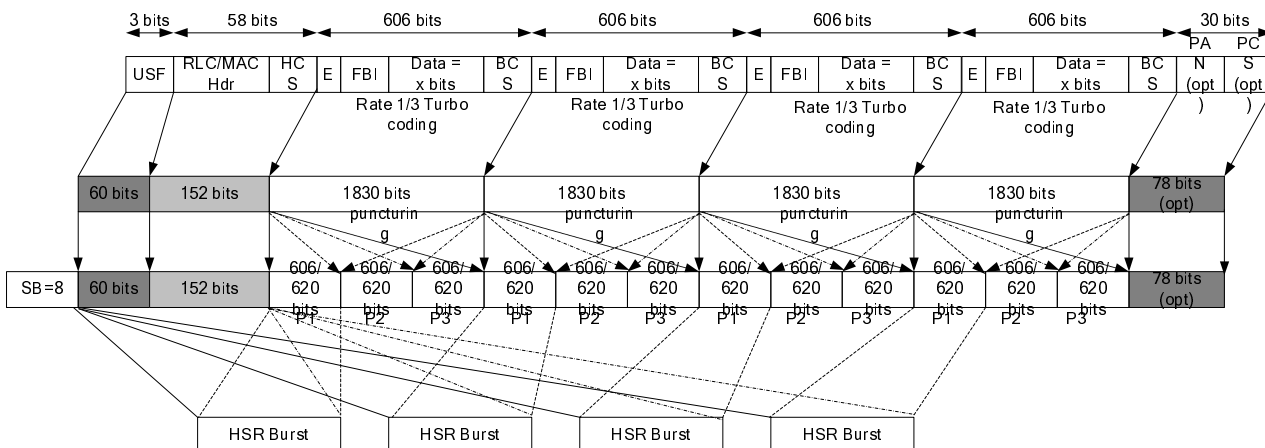 3 bits 58 bits 606 bits 606 bits 606 bits 606 bits 30 bits
USF RLC/MAC Hdr HC S E FBI Data = x bits BC S E FBI Data = x bits BC S E FBI Data = x bits BC S E FBI Data = x bits BC S PA N (opt ) PC S (opt )
Rate 1/3 Turbo coding Rate 1/3 Turbo coding Rate 1/3 Turbo coding Rate 1/3 Turbo coding
60 bits 152 bits 1830 bits 1830 bits 1830 bits 1830 bits 78 bits (opt)
puncturin g puncturin g puncturin g puncturin g
SB=8 60 bits 152 bits 606/ 620 bits 606/ 620 bits 606/ 620 bits 606/ 620 bits 606/ 620 bits 606/ 620 bits 606/ 620 bits 606/ 620 bits 606/ 620 bits 606/ 620 bits 606/ 620 bits 606/ 620 bits 78 bits (opt)
P1 P2 P3 P1 P2 P3 P1 P2 P3 P1 P2 P3
HSR Burst HSR Burst HSR Burst HSR Burst